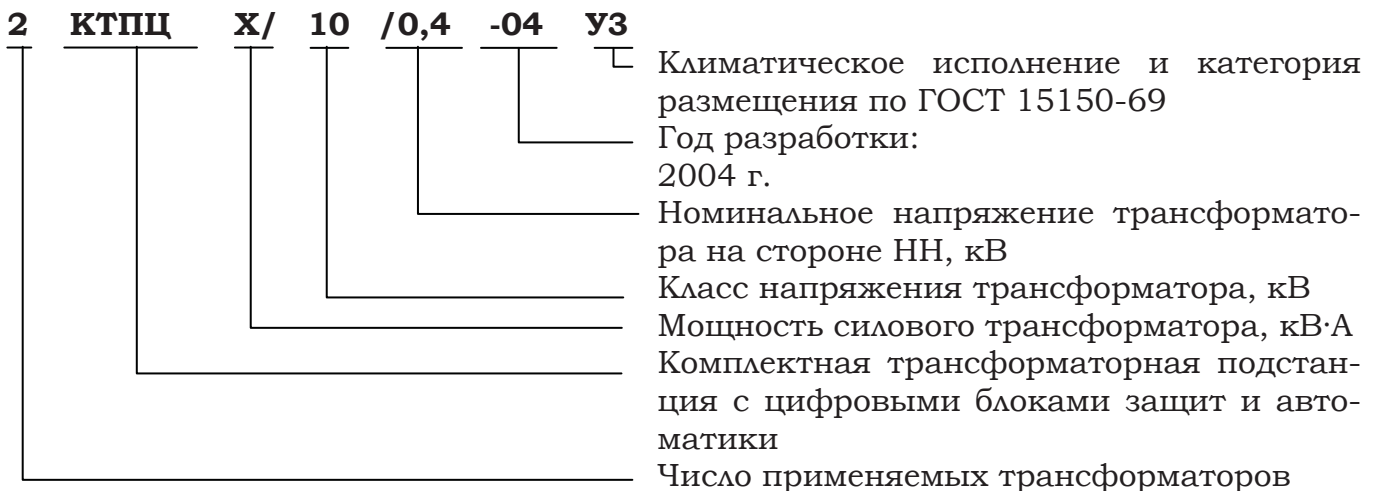 2 КТПЦ Х/ 10 /0,4 -04 У3
Климатическое исполнение и категория
размещения по ГОСТ 15150-69
Год разработки:
2004 г.
Номинальное напряжение трансформато-
ра на стороне НН, кВ
Класс напряжения трансформатора, кВ
Мощность силового трансформатора, кВ·А
Комплектная трансформаторная подстан-
ция с цифровыми блоками защит и авто-
матики
Число применяемых трансформаторов